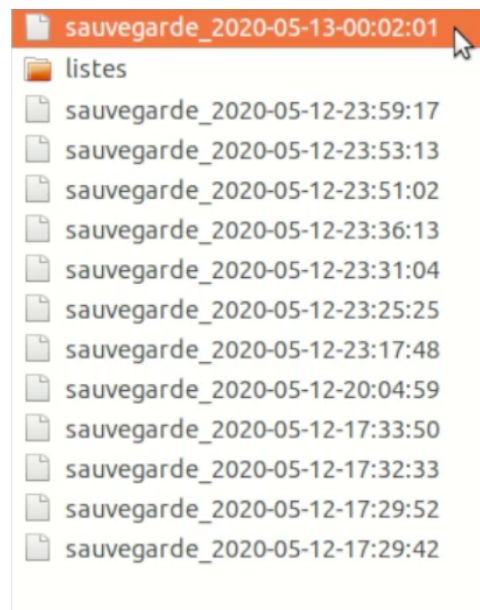 sauvegarde_2020-05-13-00:02:01
listes
sauvegarde_2020-05-12-23:59:17
sauvegarde_2020-05-12-23:53:13
sauvegarde_2020-05-12-23:51:02
sauvegarde_2020-05-12-23:36:13
sauvegarde_2020-05-12-23:31:04
sauvegarde_2020-05-12-23:25:25
sauvegarde_2020-05-12-23:17:48
sauvegarde_2020-05-12-20:04:59
sauvegarde_2020-05-12-17:33:50
sauvegarde_2020-05-12-17:32:33
sauvegarde_2020-05-12-17:29:52
sauvegarde_2020-05-12-17:29:42